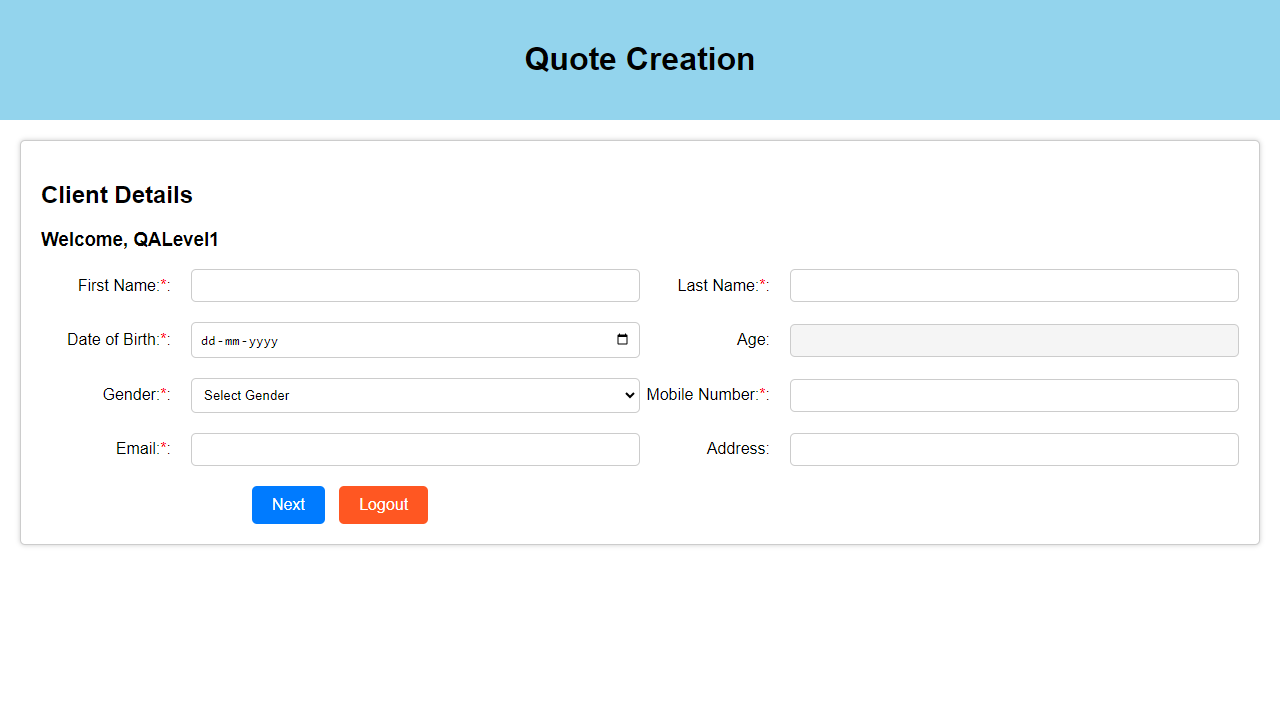 Quote Creation
Client Details
Welcome, QALevel1
First Name:*: Last Name:*:
Date of Birth:*: dd-mm-yyyy Age:
Gender:*: Select Gender Mobile Number:*:
Email:*: Address:
Next Logout